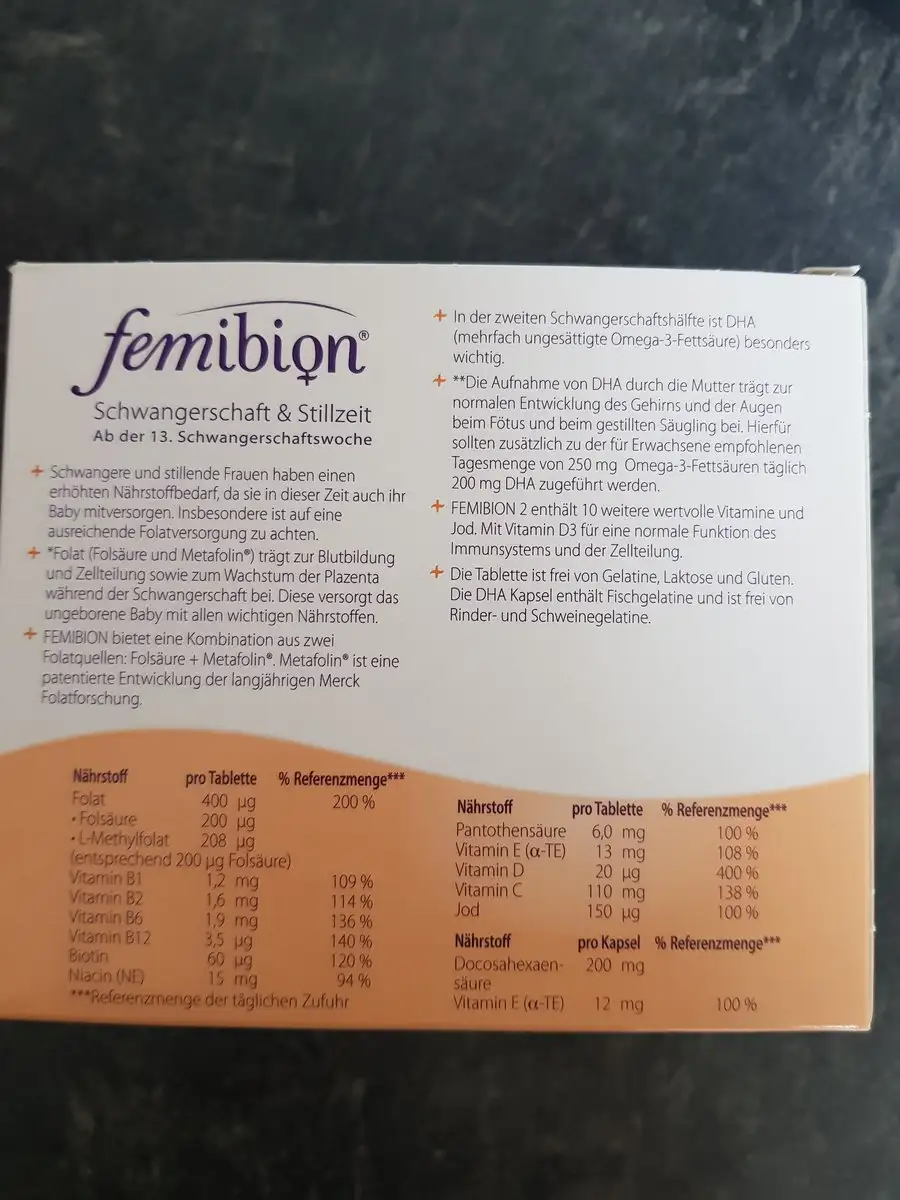 femibion®
Schwangerschaft & Stillzeit
Ab der 13. Schwangerschaftswoche
+ Schwangere und stillende Frauen haben einen
erhöhten Nährstoffbedarf, da sie in dieser Zeit auch ihr
Baby mitversorgen. Insbesondere ist auf eine
ausreichende Folatversorgung zu achten.
+ *Folat (Folsäure und Metafolin®) trägt zur Blutbildung
und Zellteilung sowie zum Wachstum der Plazenta
während der Schwangerschaft bei. Diese versorgt das
ungeborene Baby mit allen wichtigen Nährstoffen.
+ FEMIBION bietet eine Kombination aus zwei
Folatquellen: Folsäure + Metafolin®. Metafolin® ist eine
patentierte Entwicklung der langjährigen Merck
Folatforschung.
+ In der zweiten Schwangerschaftshälfte ist DHA
(mehrfach ungesättigte Omega-3-Fettsäure) besonders
wichtig.
+ **Die Aufnahme von DHA durch die Mutter trägt zur
normalen Entwicklung des Gehirns und der Augen
beim Fötus und beim gestillten Säugling bei. Hierfür
sollten zusätzlich zu der für Erwachsene empfohlenen
Tagesmenge von 250 mg Omega-3-Fettsäuren täglich
200 mg DHA zugeführt werden.
+ FEMIBION 2 enthält 10 weitere wertvolle Vitamine und
Jod. Mit Vitamin D3 für eine normale Funktion des
Immunsystems und der Zellteilung.
+ Die Tablette ist frei von Gelatine, Laktose und Gluten.
Die DHA Kapsel enthält Fischgelatine und ist frei von
Rinder- und Schweinegelatine.
Nährstoff pro Tablette % Referenzmenge***
Folat 400 µg 200 %
• Folsäure 200 µg
• L-Methylfolat 208 µg
(entsprechend 200 µg Folsäure)
Vitamin B1 1,2 mg 109 %
Vitamin B2 1,6 mg 114 %
Vitamin B6 1,9 mg 136 %
Vitamin B12 3,5 µg 140 %
Biotin 60 µg 120 %
Niacin (NE) 15 mg 94 %
***Referenzmenge der täglichen Zufuhr
Nährstoff pro Tablette % Referenzmenge***
Pantothensäure 6,0 mg 100 %
Vitamin E (α-TE) 13 mg 108 %
Vitamin D 20 µg 400 %
Vitamin C 110 mg 138 %
Jod 150 µg 100 %
Nährstoff pro Kapsel % Referenzmenge***
Docosahexaen- 200 mg
säure
Vitamin E (α-TE) 12 mg 100 %